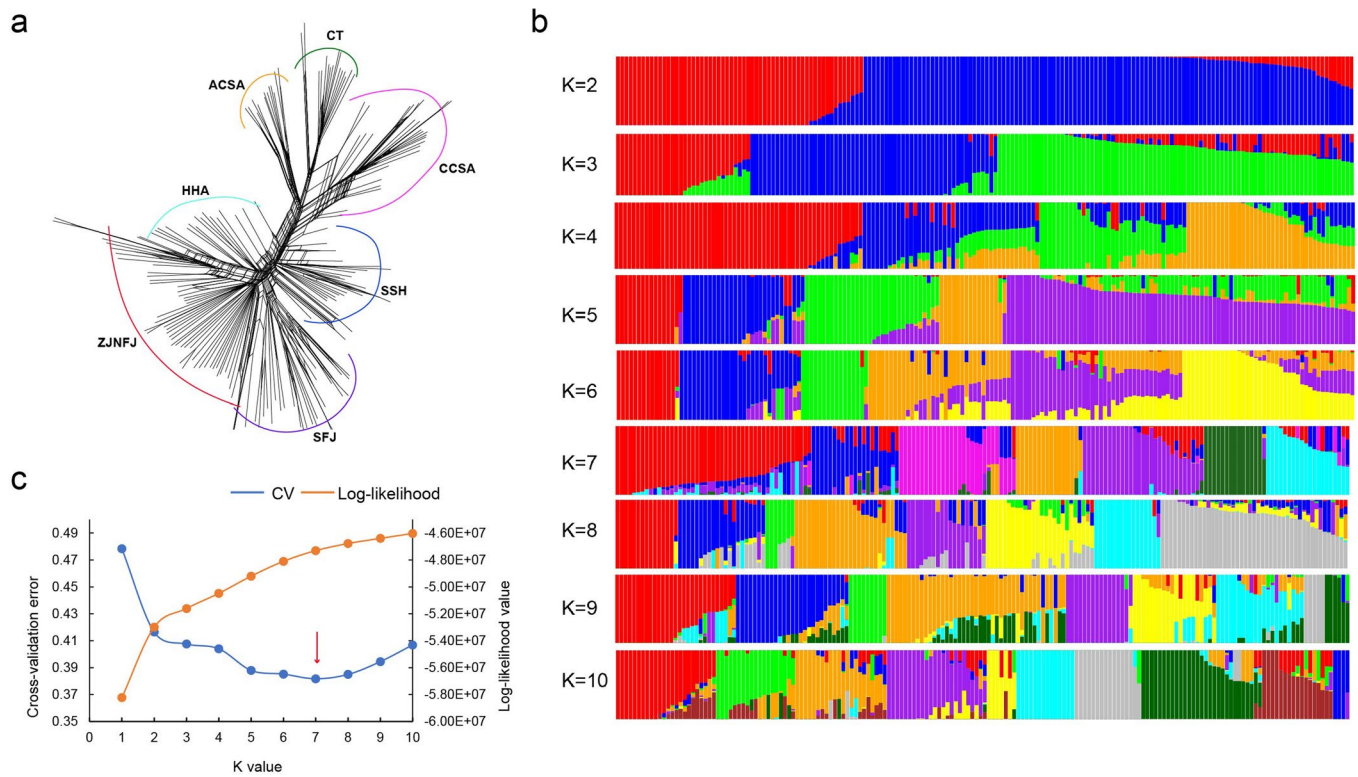 a
CT
ACSA
CCSA
HHA
SSH
ZJNFJ
SFJ
b
K=2
K=3
K=4
K=5
K=6
K=7
K=8
K=9
K=10
c
CV
Log-likelihood
Cross-validation error
0.49
0.47
0.45
0.43
0.41
0.39
0.37
0.35
-4.60E+07
-4.80E+07
-5.00E+07
-5.20E+07
-5.40E+07
-5.60E+07
-5.80E+07
-6.00E+07
Log-likelihood value
0 1 2 3 4 5 6 7 8 9 10
K value